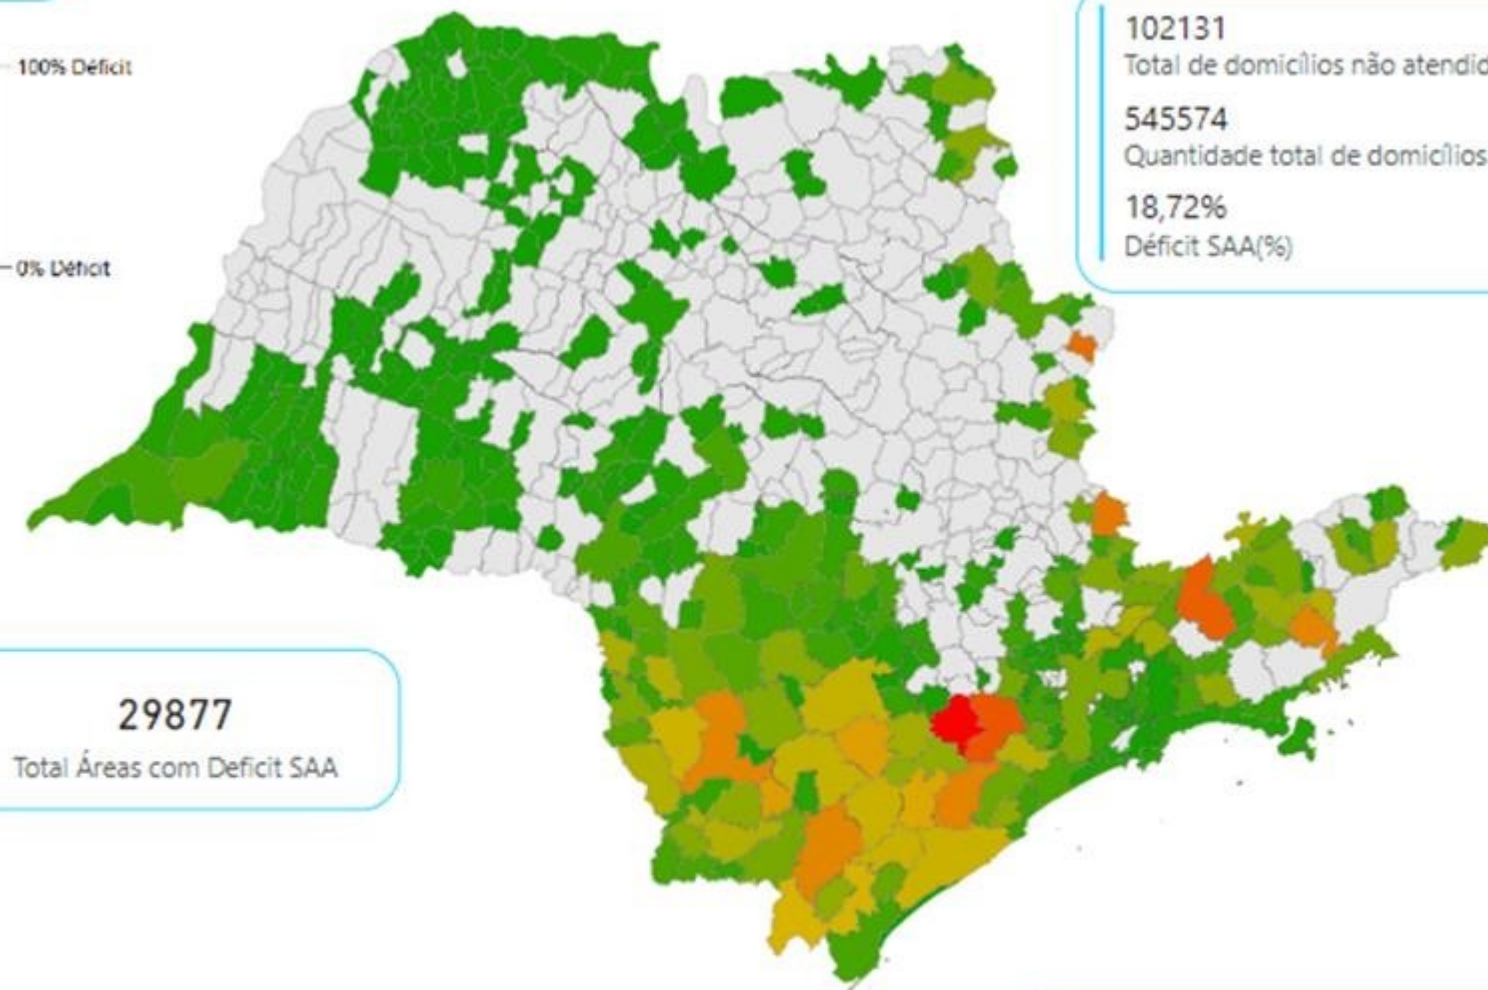 100% Déficit
0% Déficit
102131
Total de domicílios não atendid
545574
Quantidade total de domicílios
18,72%
Déficit SAA(%)
29877
Total Áreas com Deficit SAA